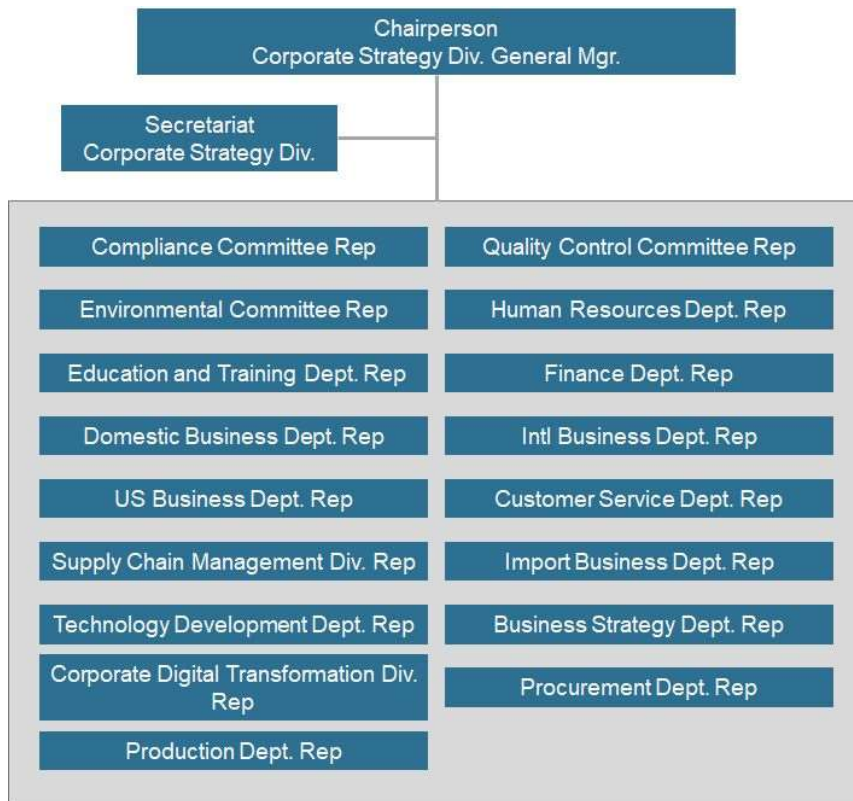 Chairperson
Corporate Strategy Div. General Mgr.
Secretariat
Corporate Strategy Div.
Compliance Committee Rep
Quality Control Committee Rep
Environmental Committee Rep
Human Resources Dept. Rep
Education and Training Dept. Rep
Finance Dept. Rep
Domestic Business Dept. Rep
Intl Business Dept. Rep
US Business Dept. Rep
Customer Service Dept. Rep
Supply Chain Management Div. Rep
Import Business Dept. Rep
Technology Development Dept. Rep
Business Strategy Dept. Rep
Corporate Digital Transformation Div.
Rep
Procurement Dept. Rep
Production Dept. Rep